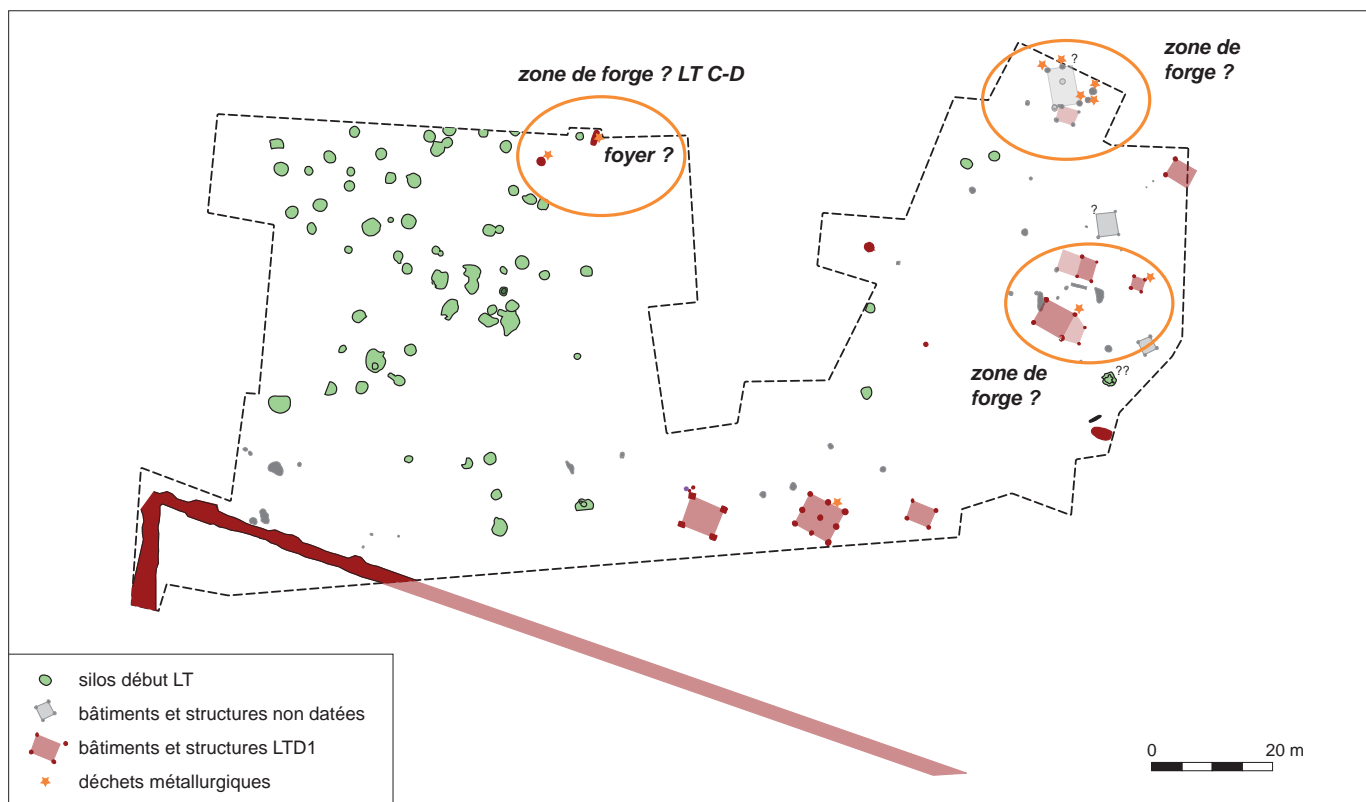 zone de forge ? LT C-D
foyer ?
zone de
forge ?
?
?
zone de
forge ?
??
silos début LT
bâtiments et structures non datées
bâtiments et structures LTD1
déchets métallurgiques
0 20 m